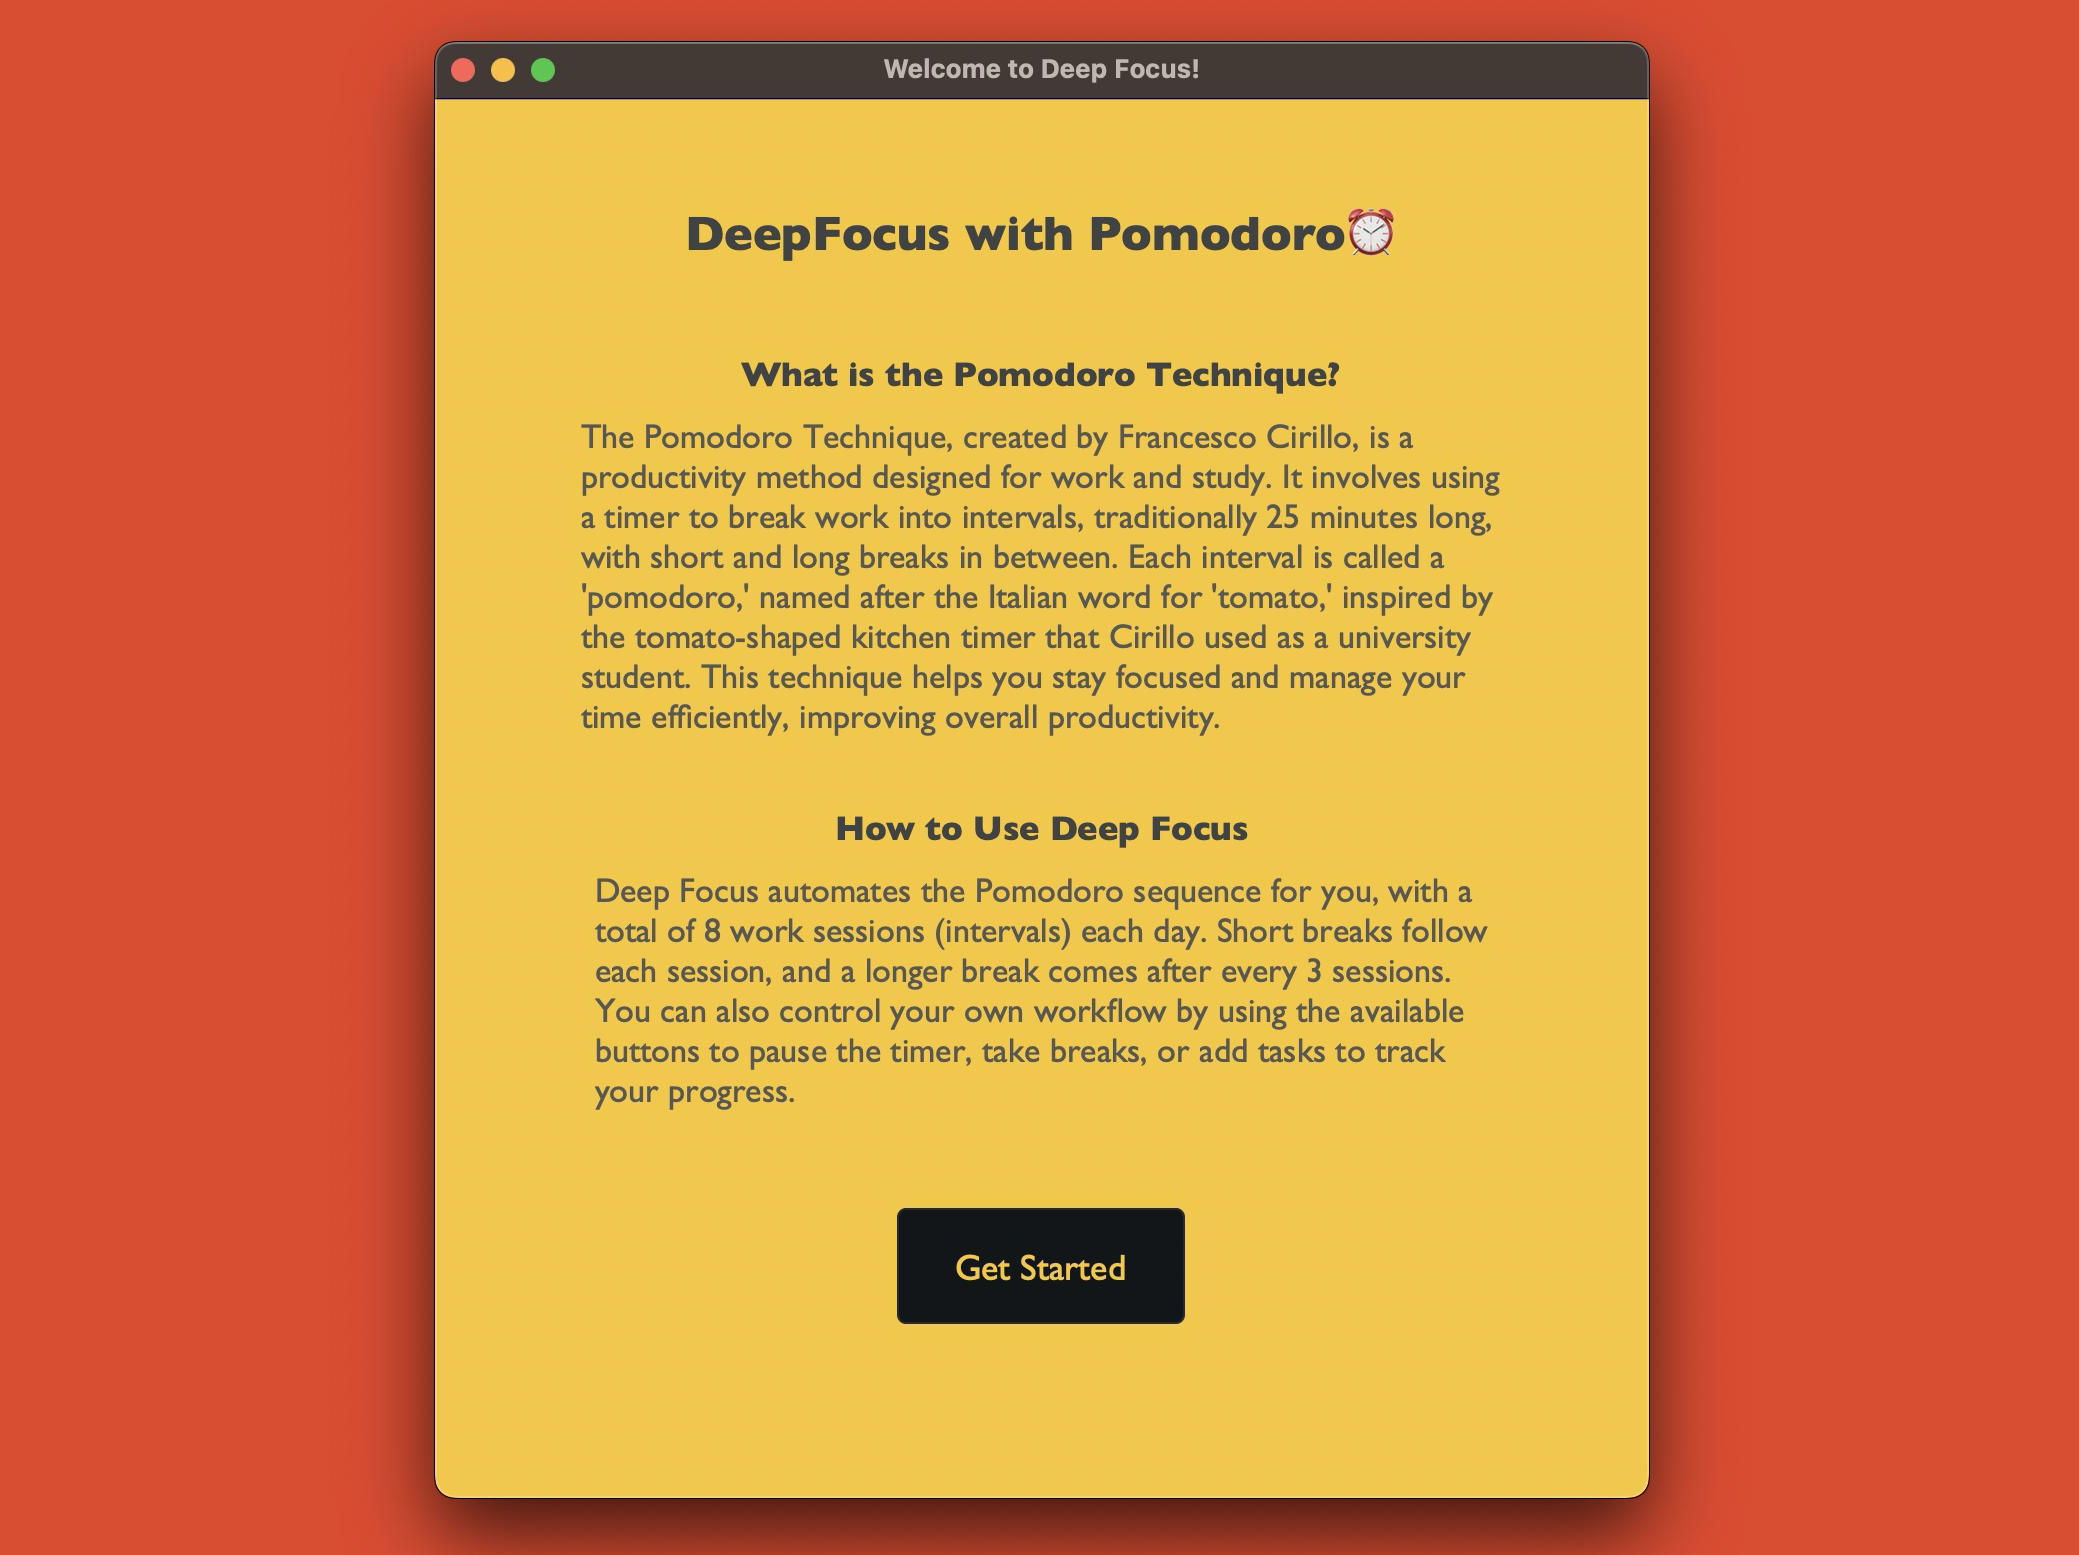 Welcome to Deep Focus!
DeepFocus with Pomodoro⏰
What is the Pomodoro Technique?
The Pomodoro Technique, created by Francesco Cirillo, is a
productivity method designed for work and study. It involves using
a timer to break work into intervals, traditionally 25 minutes long,
with short and long breaks in between. Each interval is called a
'pomodoro,' named after the Italian word for 'tomato,' inspired by
the tomato-shaped kitchen timer that Cirillo used as a university
student. This technique helps you stay focused and manage your
time efficiently, improving overall productivity.
How to Use Deep Focus
Deep Focus automates the Pomodoro sequence for you, with a
total of 8 work sessions (intervals) each day. Short breaks follow
each session, and a longer break comes after every 3 sessions.
You can also control your own workflow by using the available
buttons to pause the timer, take breaks, or add tasks to track
your progress.
Get Started